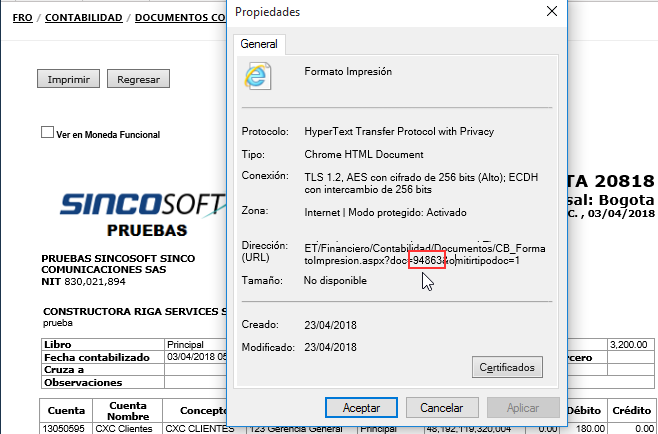 FRO / CONTABILIDAD / DOCUMENTOS CO
Imprimir Regresar
Ver en Moneda Funcional
SINCOSOFT
PRUEBAS
TA 20818
sal: Bogota
C. , 03/04/2018
PRUEBAS SINCOSOFT SINCO
COMUNICACIONES SAS
NIT 830,021,894
CONSTRUCTORA RIGA SERVICES S
prueba
Libro Principal 3,200.00
Fecha contabilizado 03/04/2018 05 rcero
Cruza a
Observaciones
Cuenta Cuenta Nombre Concepto Débito Crédito
13050595 CXC Clientes CXC CLIENTES 123 Gerencia General Principal 48,192,119,320,004 0.00 180.00 0.00
Propiedades
General
Formato Impresión
Protocolo: HyperText Transfer Protocol with Privacy
Tipo: Chrome HTML Document
Conexión: TLS 1.2, AES con cifrado de 256 bits (Alto); ECDH
con intercambio de 256 bits
Zona: Internet | Modo protegido: Activado
Dirección: ET/Financiero/Contabilidad/Documentos/CB_Forma
(URL) toImpresion.aspx?doc=94863&omitirtipodoc=1
Tamaño: No disponible
Creado: 23/04/2018
Modificado: 23/04/2018
Certificados
Aceptar Cancelar Aplicar